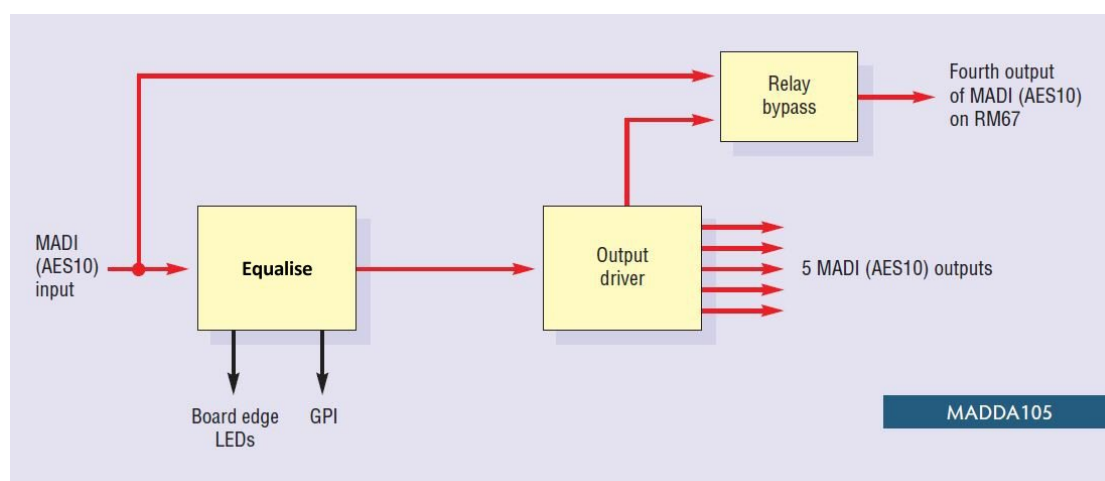 Relay
bypass
Fourth output
of MADI (AES10)
on RM67
MADI
(AES10)
input
Equalise
Output
driver
5 MADI (AES10) outputs
Board edge
LEDs
GPI
MADDA105